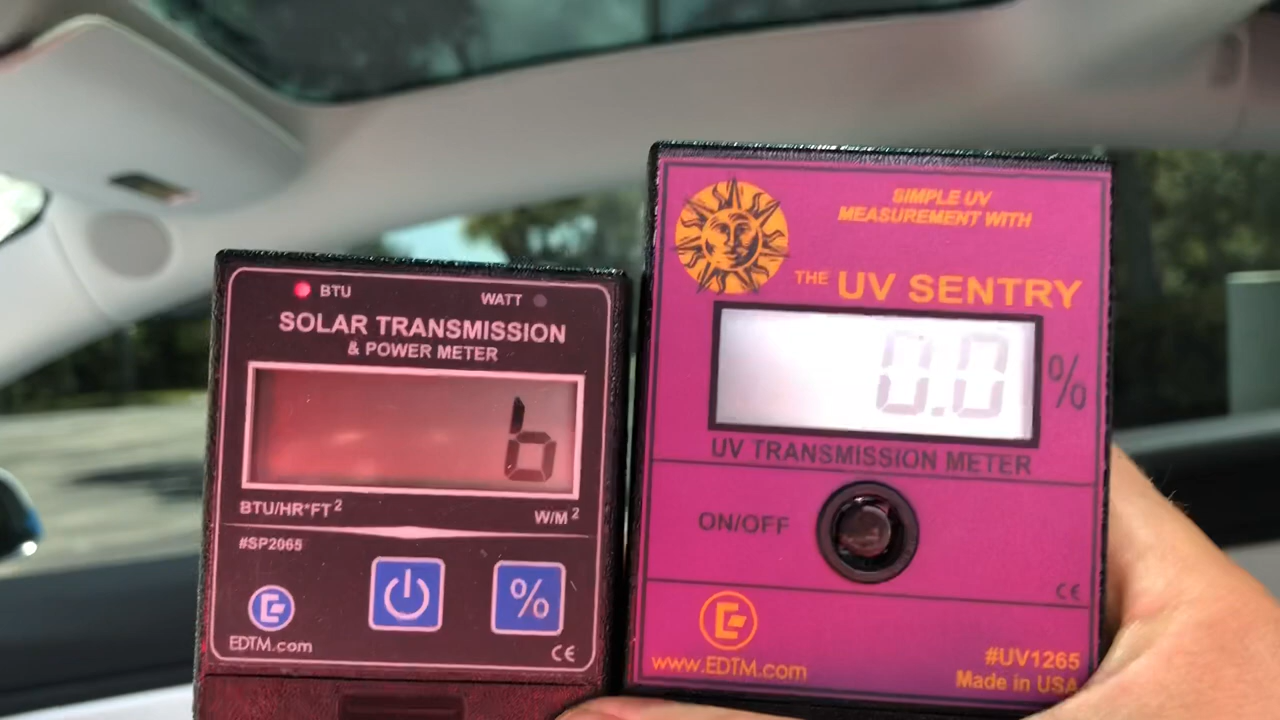 BTU
WATT
SOLAR TRANSMISSION
& POWER METER
6
BTU/HR*FT²
W/M²
#SP2065
%
EDTM.com
CE
SIMPLE UV
MEASUREMENT WITH
THE UV SENTRY
0.0 %
UV TRANSMISSION METER
ON/OFF
CE
www.EDTM.com
#UV1265
Made in USA